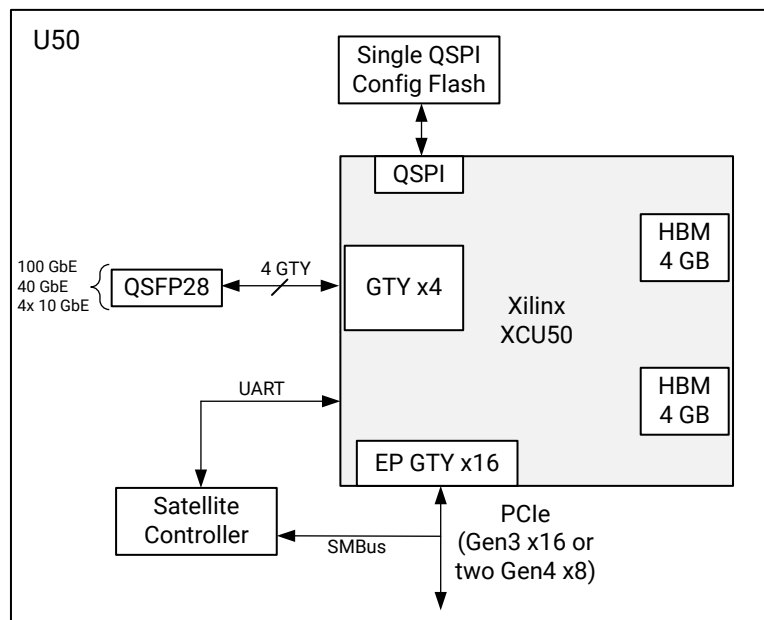 U50
Single QSPI
Config Flash
QSPI
HBM
4 GB
100 GbE
40 GbE
4x 10 GbE
QSFP28
4 GTY
GTY x4
Xilinx
XCU50
HBM
4 GB
UART
EP GTY x16
Satellite
Controller
SMBus
PCIe
(Gen3 x16 or
two Gen4 x8)